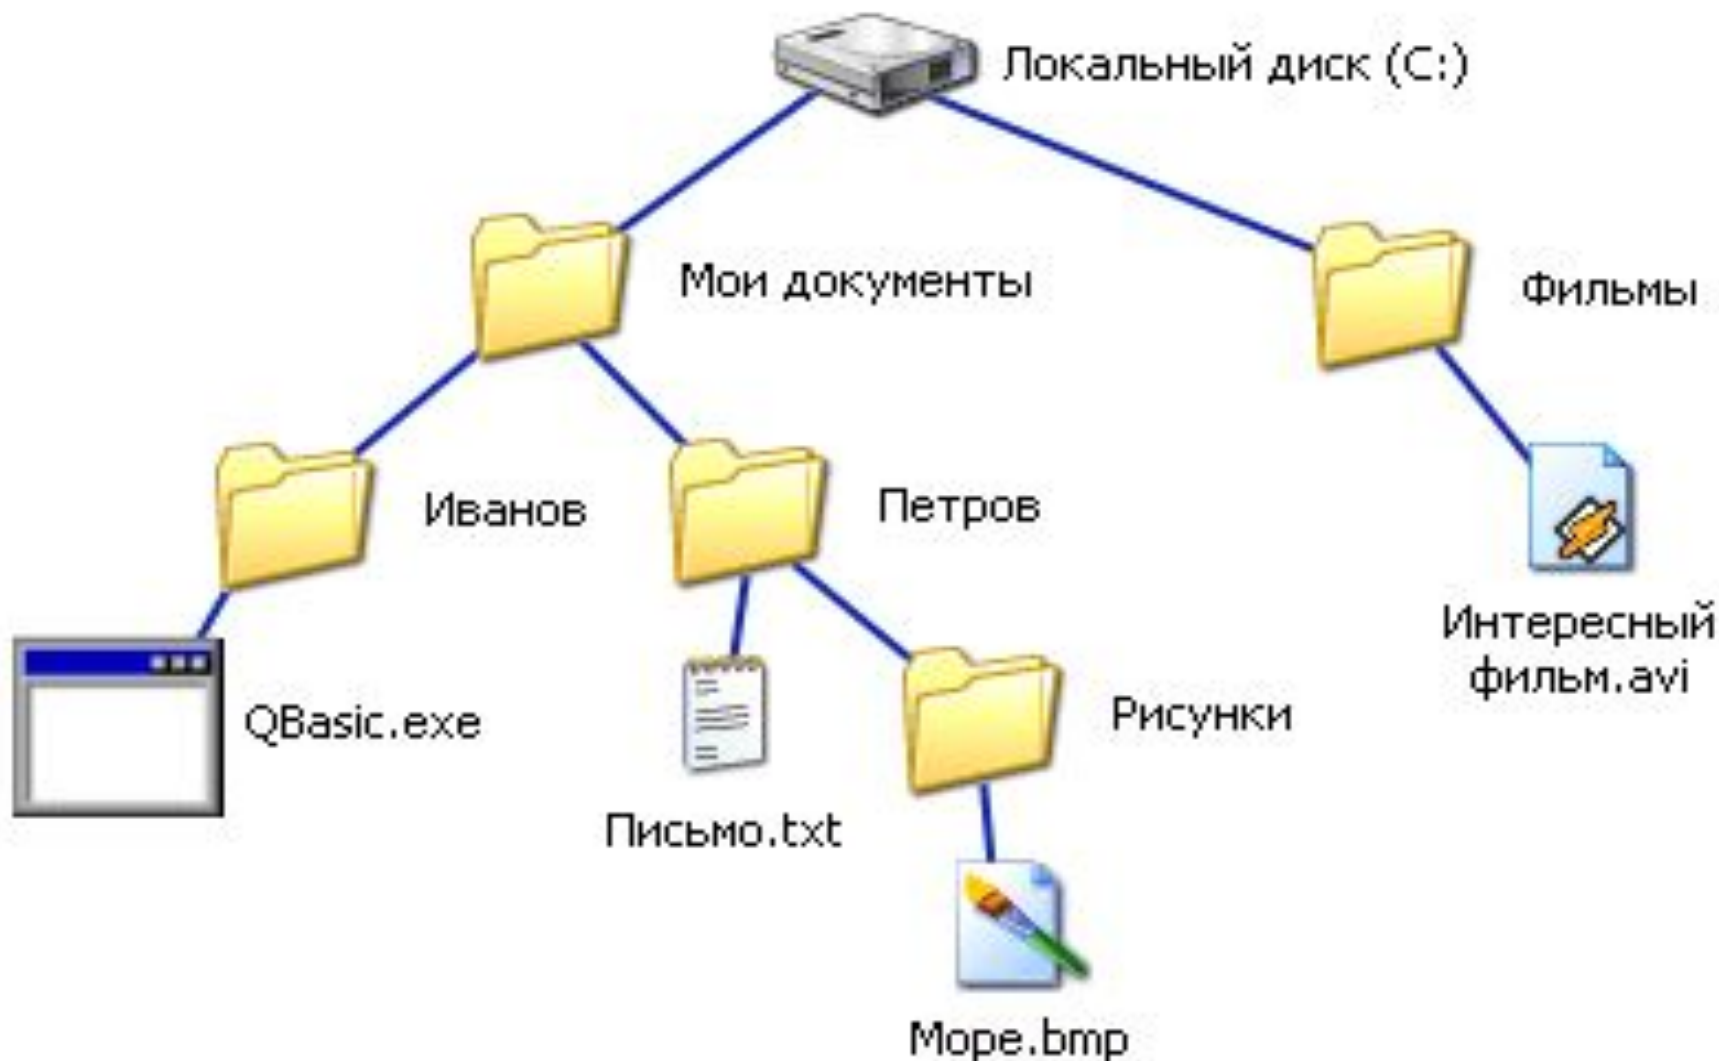 Локальный диск (C:)
Мои документы
Фильмы
Иванов
Петров
Интересный
фильм.avi
QBasic.exe
Рисунки
Письмо.txt
Море.bmp